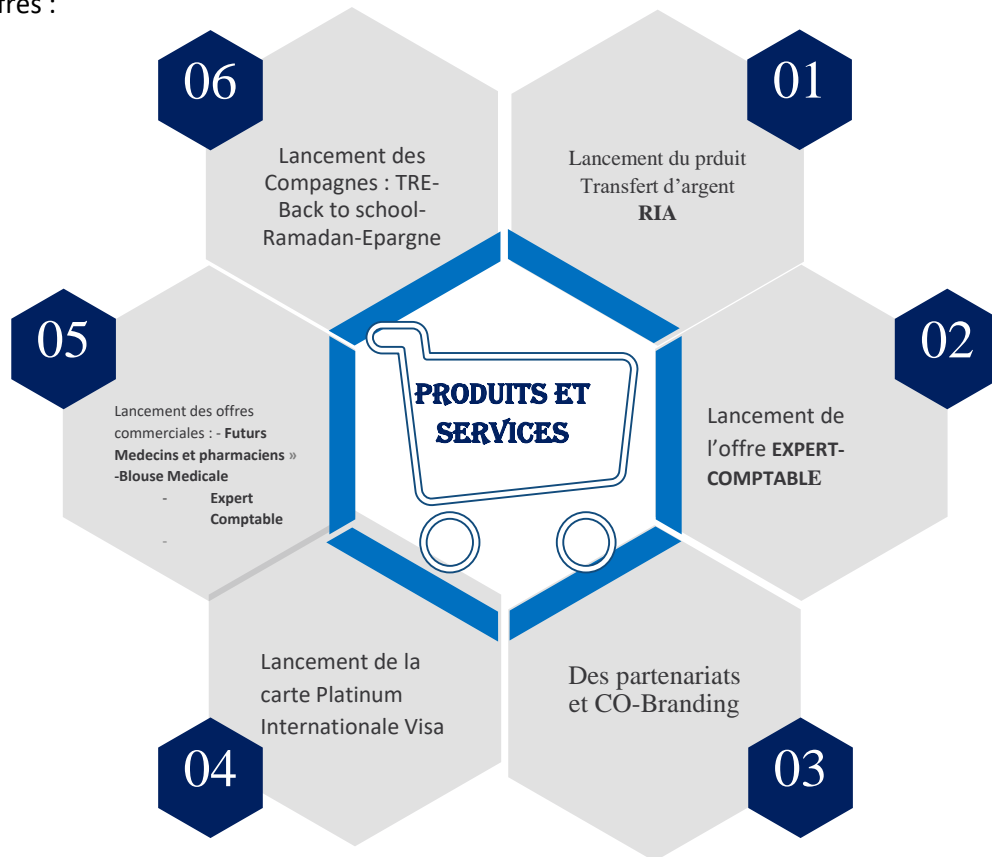 fres :
06
Lancement des
Compagnes : TRE-
Back to school-
Ramadan-Epargne
01
Lancement du prduit
Transfert d’argent
RIA
05
Lancement des offres
commerciales : - Futurs
Medecins et pharmaciens »
-Blouse Medicale
- Expert
Comptable
-
PRODUITS ET
SERVICES
02
Lancement de
l’offre EXPERT-
COMPTABLE
04
Lancement de la
carte Platinum
Internationale Visa
03
Des partenariats
et CO-Branding